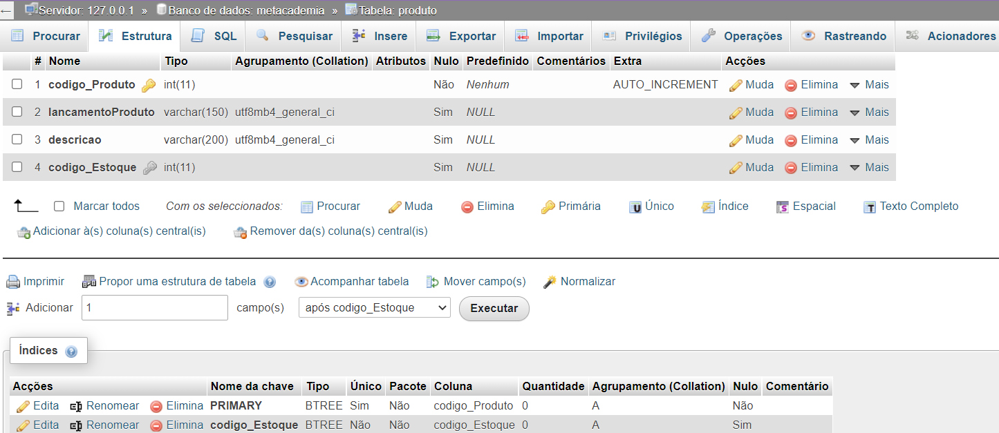 Servidor: 127.0.0.1 » Banco de dados: metacademia » Tabela: produto
Procurar Estrutura SQL Pesquisar Insere Exportar Importar Privilégios Operações Rastreando Acionadores
# Nome Tipo Agrupamento (Collation) Atributos Nulo Predefinido Comentários Extra Acções
1 codigo_Produto int(11) Não Nenhum AUTO_INCREMENT Muda Elimina Mais
2 lancamentoProduto varchar(150) utf8mb4_general_ci Sim NULL Muda Elimina Mais
3 descricao varchar(200) utf8mb4_general_ci Sim NULL Muda Elimina Mais
4 codigo_Estoque int(11) Sim NULL Muda Elimina Mais
Marcar todos Com os seleccionados: Procurar Muda Elimina Primária Único Índice Espacial Texto Completo
Adicionar à(s) coluna(s) central(is) Remover da(s) coluna(s) central(is)
Imprimir Propor uma estrutura de tabela Acompanhar tabela Mover campo(s) Normalizar
Adicionar 1 campo(s) após codigo_Estoque Executar
Índices
Acções Nome da chave Tipo Único Pacote Coluna Quantidade Agrupamento (Collation) Nulo Comentário
Edita Renomear Elimina PRIMARY BTREE Sim Não codigo_Produto 0 A Não
Edita Renomear Elimina codigo_Estoque BTREE Não Não codigo_Estoque 0 A Sim